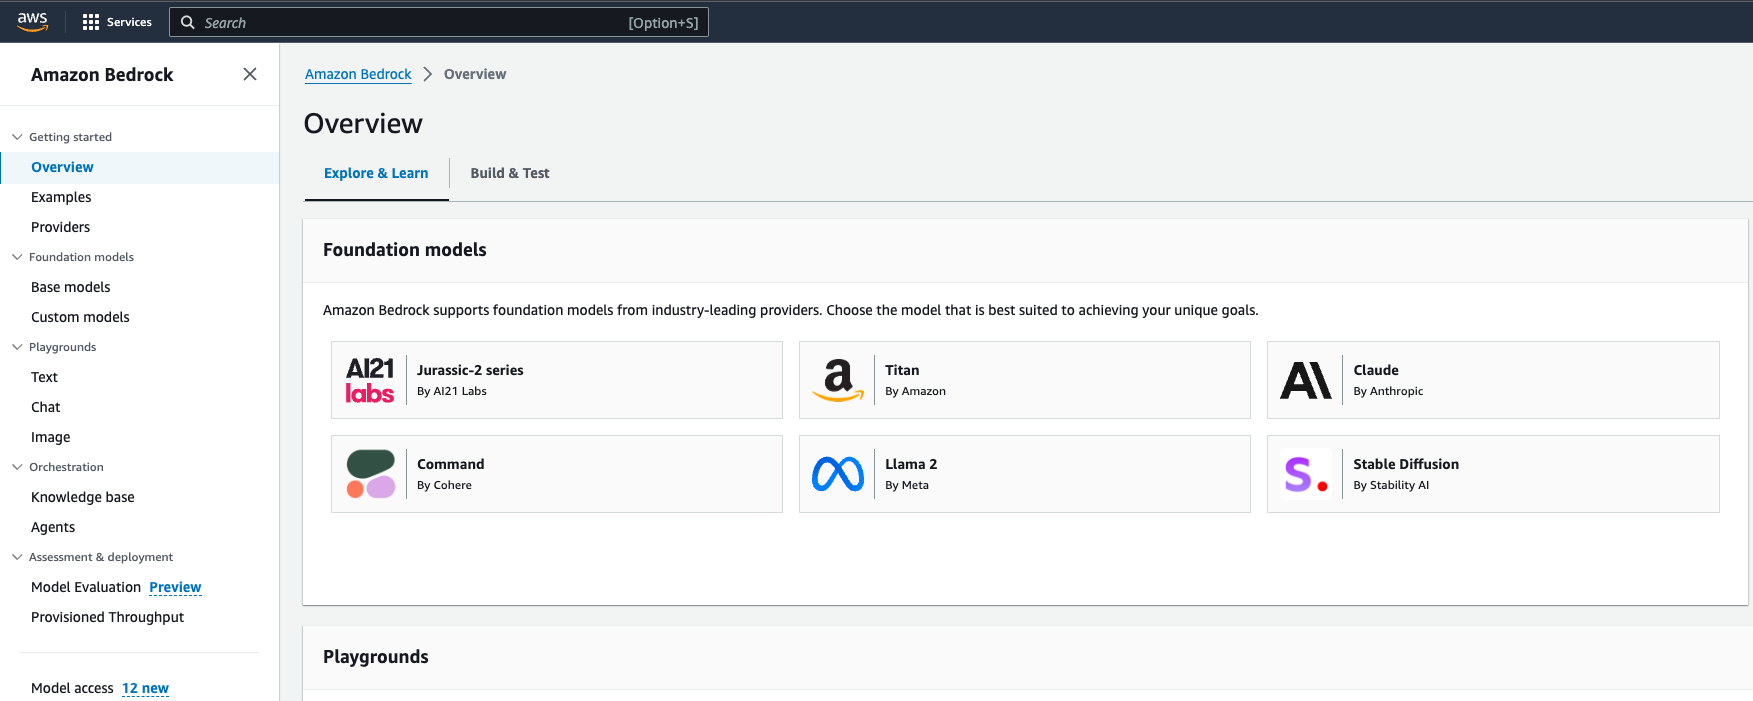 aws
Services
Search
[Option+S]
Amazon Bedrock
Getting started
Overview
Examples
Providers
Foundation models
Base models
Custom models
Playgrounds
Text
Chat
Image
Orchestration
Knowledge base
Agents
Assessment & deployment
Model Evaluation Preview
Provisioned Throughput
Model access 12 new
Amazon Bedrock > Overview
Overview
Explore & Learn
Build & Test
Foundation models
Amazon Bedrock supports foundation models from industry-leading providers. Choose the model that is best suited to achieving your unique goals.
AI21
labs
Jurassic-2 series
By AI21 Labs
a
Titan
By Amazon
AI
Claude
By Anthropic
Command
By Cohere
Llama 2
By Meta
S.
Stable Diffusion
By Stability AI
Playgrounds